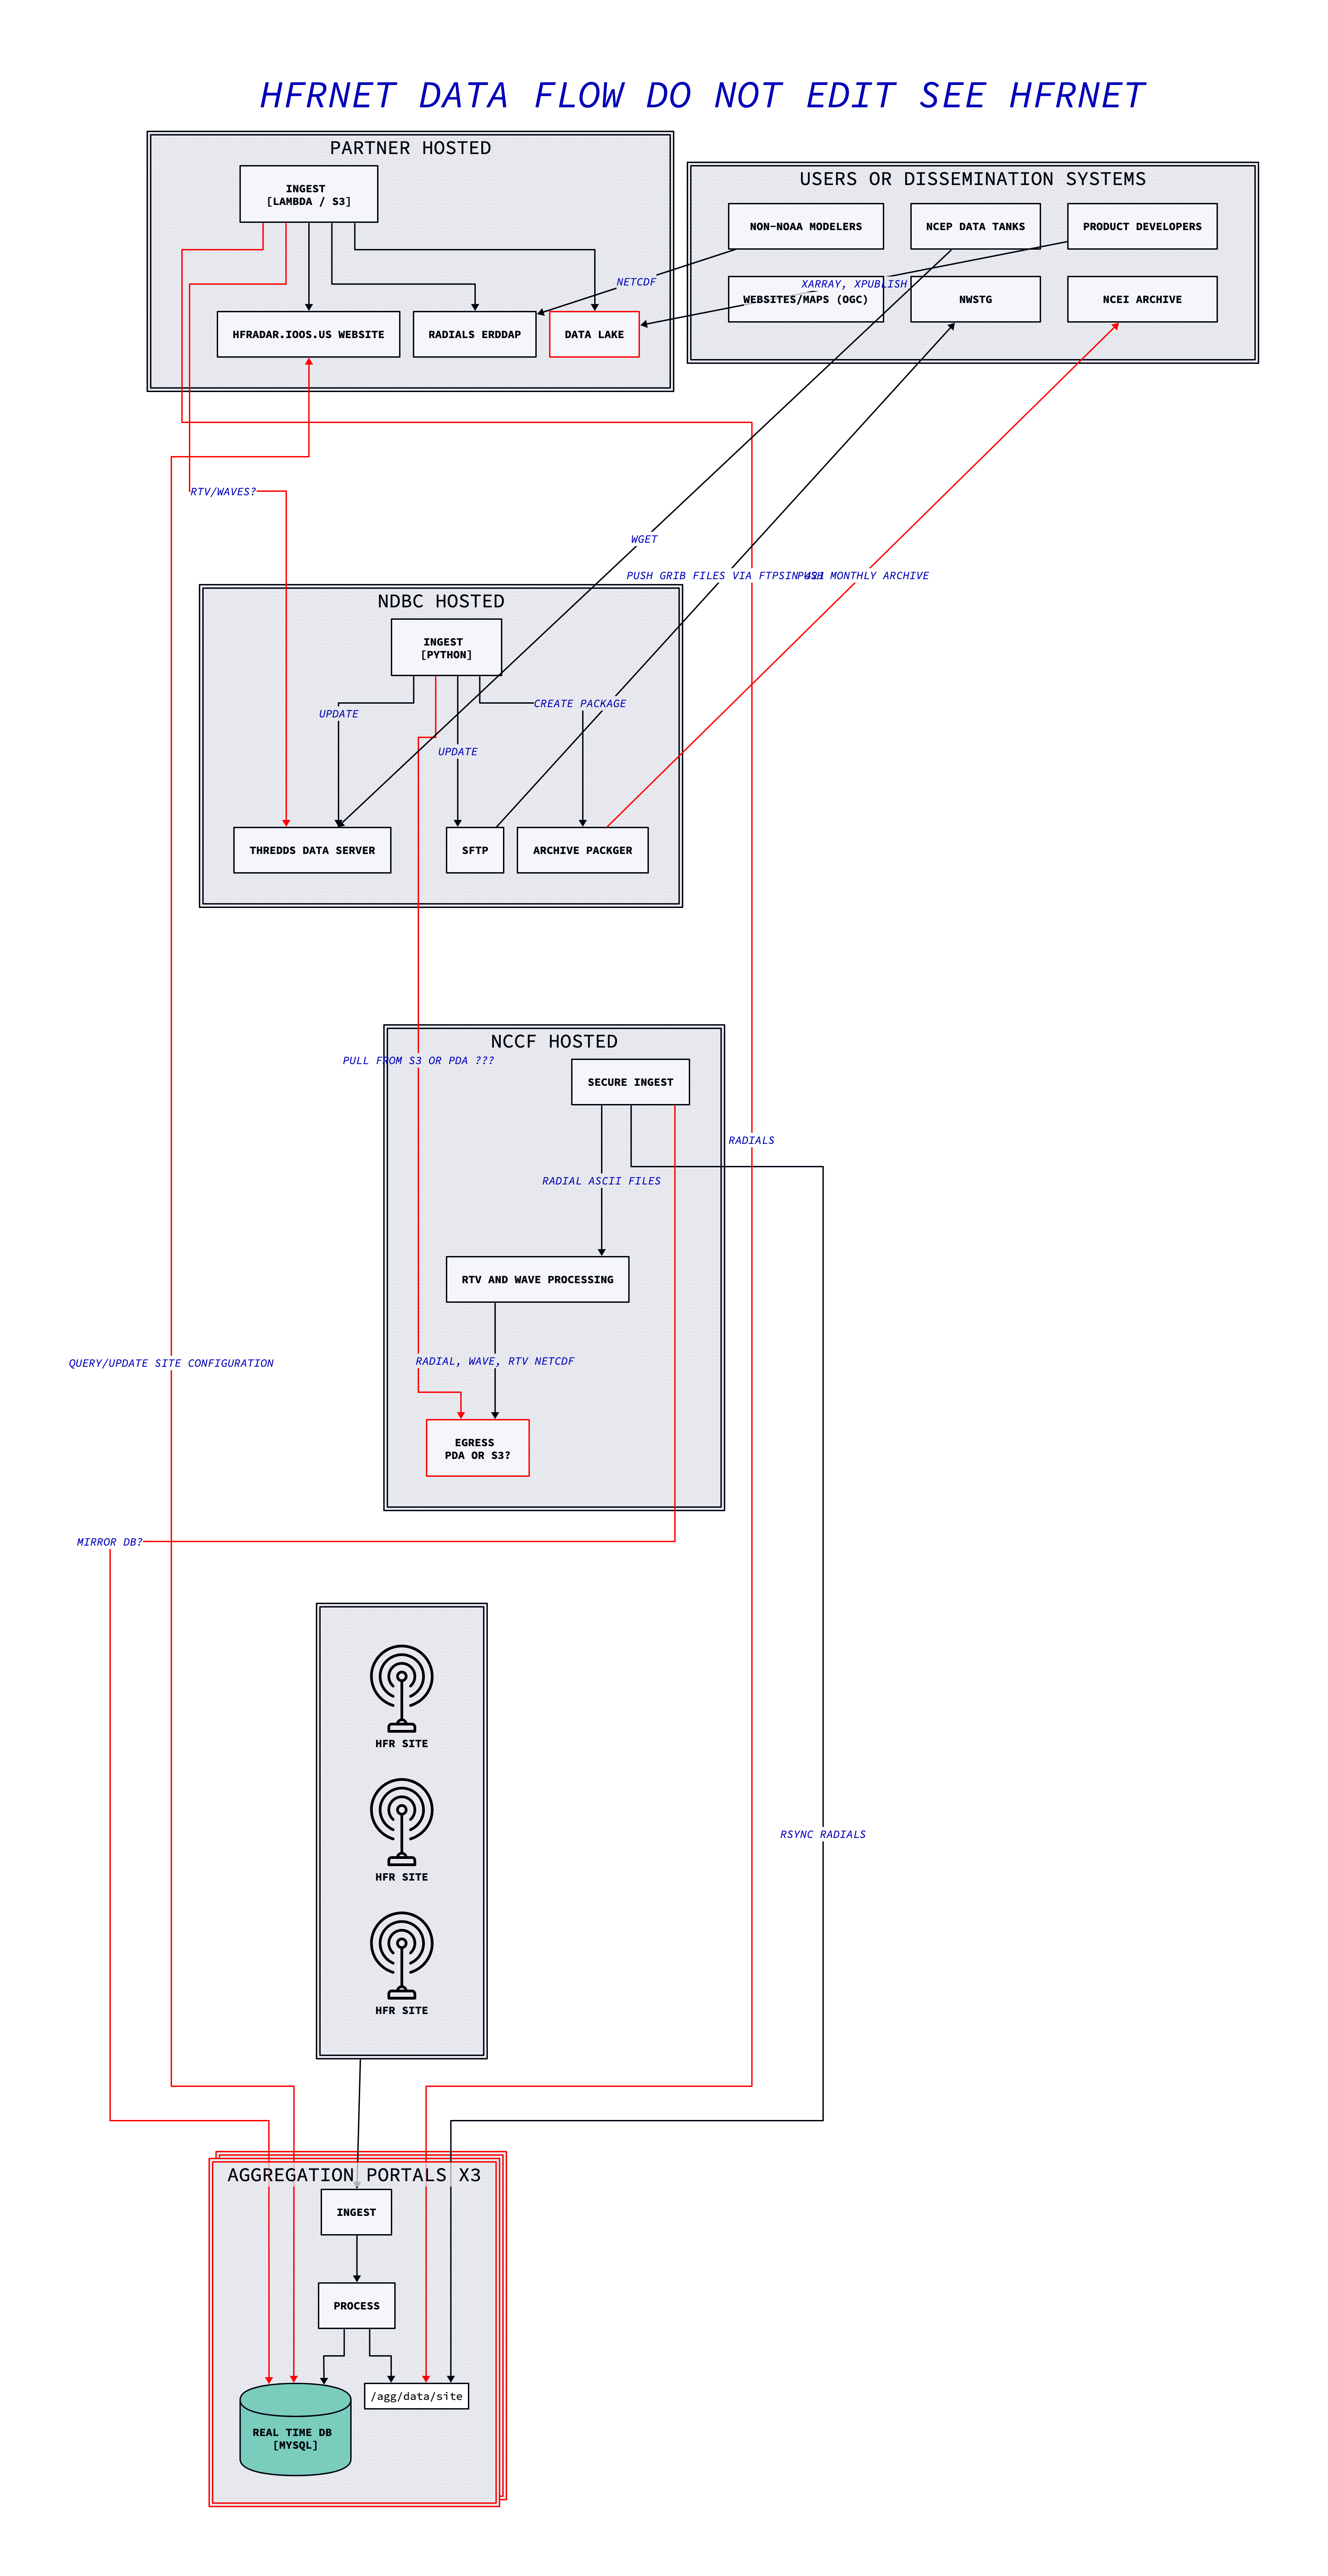 HFRNET DATA FLOW DO NOT EDIT SEE HFRNET
PARTNER HOSTED
INGEST
[LAMBDA / S3]
HFRADAR.IOOS.US WEBSITE
RADIALS ERDDAP
DATA LAKE
USERS OR DISSEMINATION SYSTEMS
NON-NOAA MODELERS
NCEP DATA TANKS
PRODUCT DEVELOPERS
NETCDF
XARRAY, XPUBLISH
WEBSITES/MAPS (OGC)
NWSTG
NCEI ARCHIVE
RTV/WAVES?
WGET
PUSH GRIB FILES VIA FTPSIN 421
PUSH MONTHLY ARCHIVE
NDBC HOSTED
INGEST
[PYTHON]
UPDATE
CREATE PACKAGE
UPDATE
THREDDS DATA SERVER
SFTP
ARCHIVE PACKGER
NCCF HOSTED
PULL FROM S3 OR PDA ???
SECURE INGEST
RADIALS
RADIAL ASCII FILES
RTV AND WAVE PROCESSING
RADIAL, WAVE, RTV NETCDF
QUERY/UPDATE SITE CONFIGURATION
EGRESS
PDA OR S3?
MIRROR DB?
HFR SITE
HFR SITE
HFR SITE
RSYNC RADIALS
AGGREGATION PORTALS X3
INGEST
PROCESS
/agg/data/site
REAL TIME DB
[MYSQL]